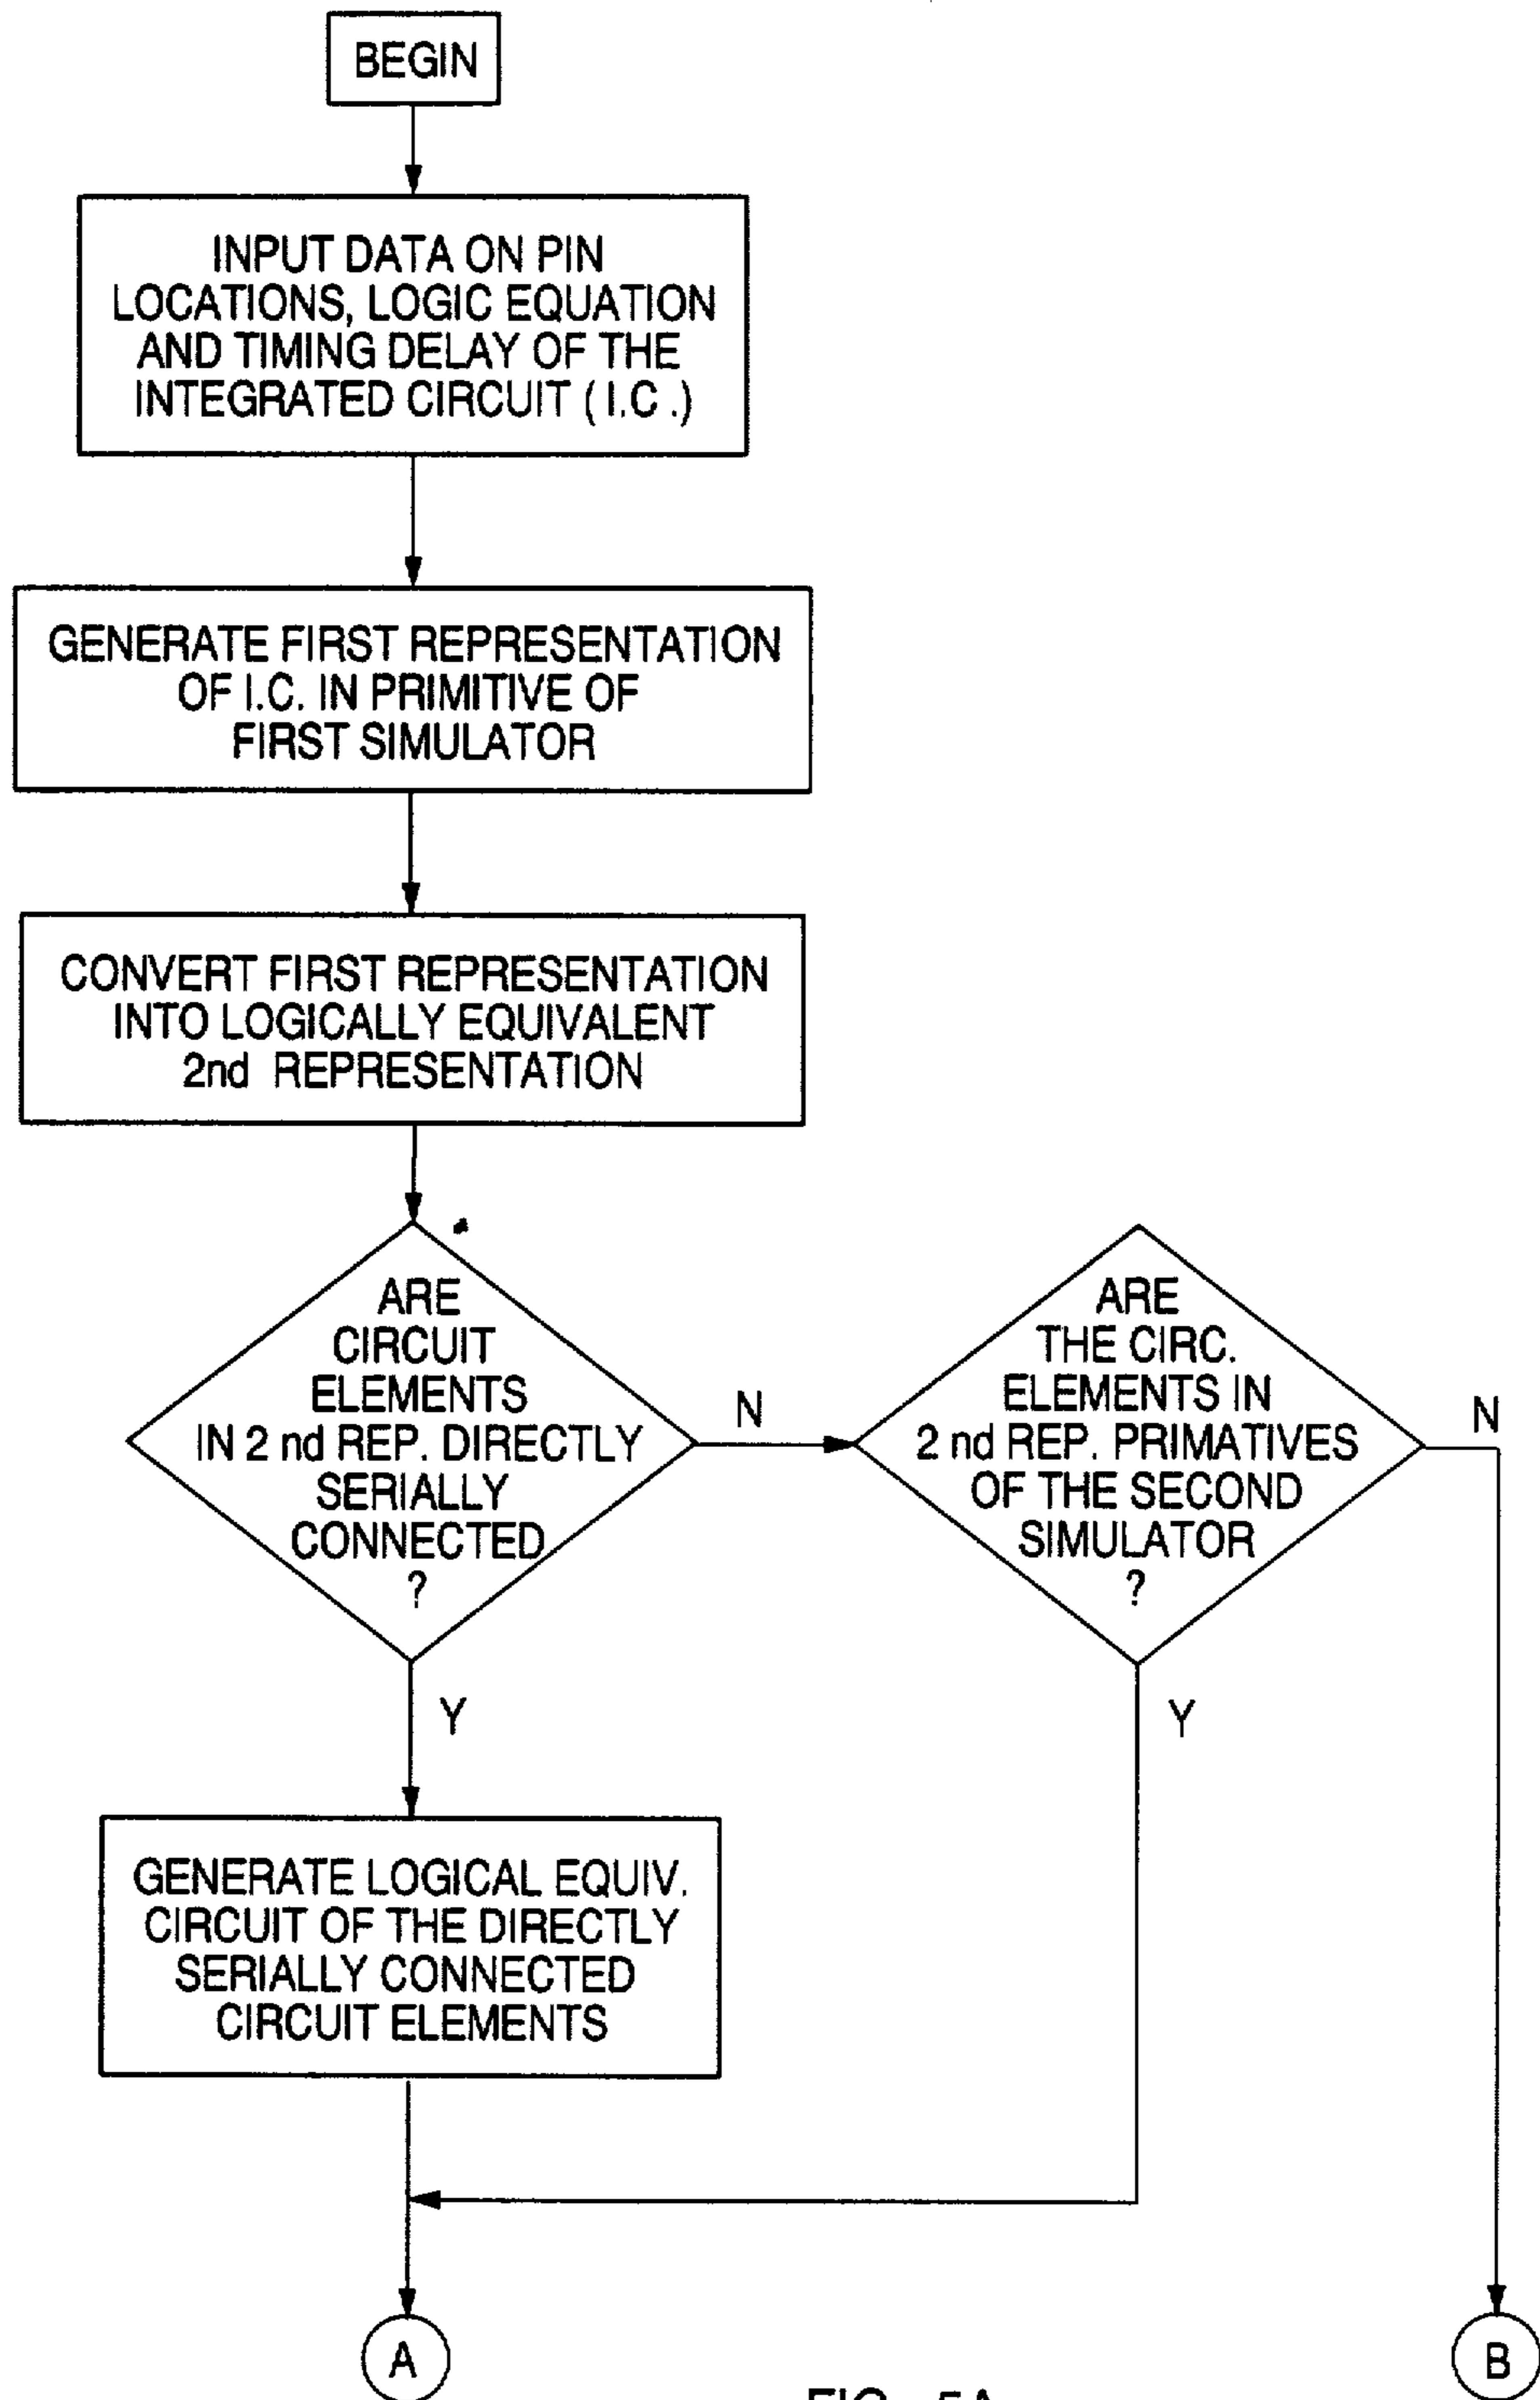 BEGIN
INPUT DATA ON PIN
LOCATIONS, LOGIC EQUATION
AND TIMING DELAY OF THE
INTEGRATED CIRCUIT ( I.C .)
GENERATE FIRST REPRESENTATION
OF I.C. IN PRIMITIVE OF
FIRST SIMULATOR
CONVERT FIRST REPRESENTATION
INTO LOGICALLY EQUIVALENT
2nd REPRESENTATION
ARE
CIRCUIT
ELEMENTS
IN 2 nd REP. DIRECTLY
SERIALLY
CONNECTED
?
N
ARE
THE CIRC.
ELEMENTS IN
2 nd REP. PRIMATIVES
OF THE SECOND
SIMULATOR
?
N
Y
Y
GENERATE LOGICAL EQUIV.
CIRCUIT OF THE DIRECTLY
SERIALLY CONNECTED
CIRCUIT ELEMENTS
A
B
FIG. 5A